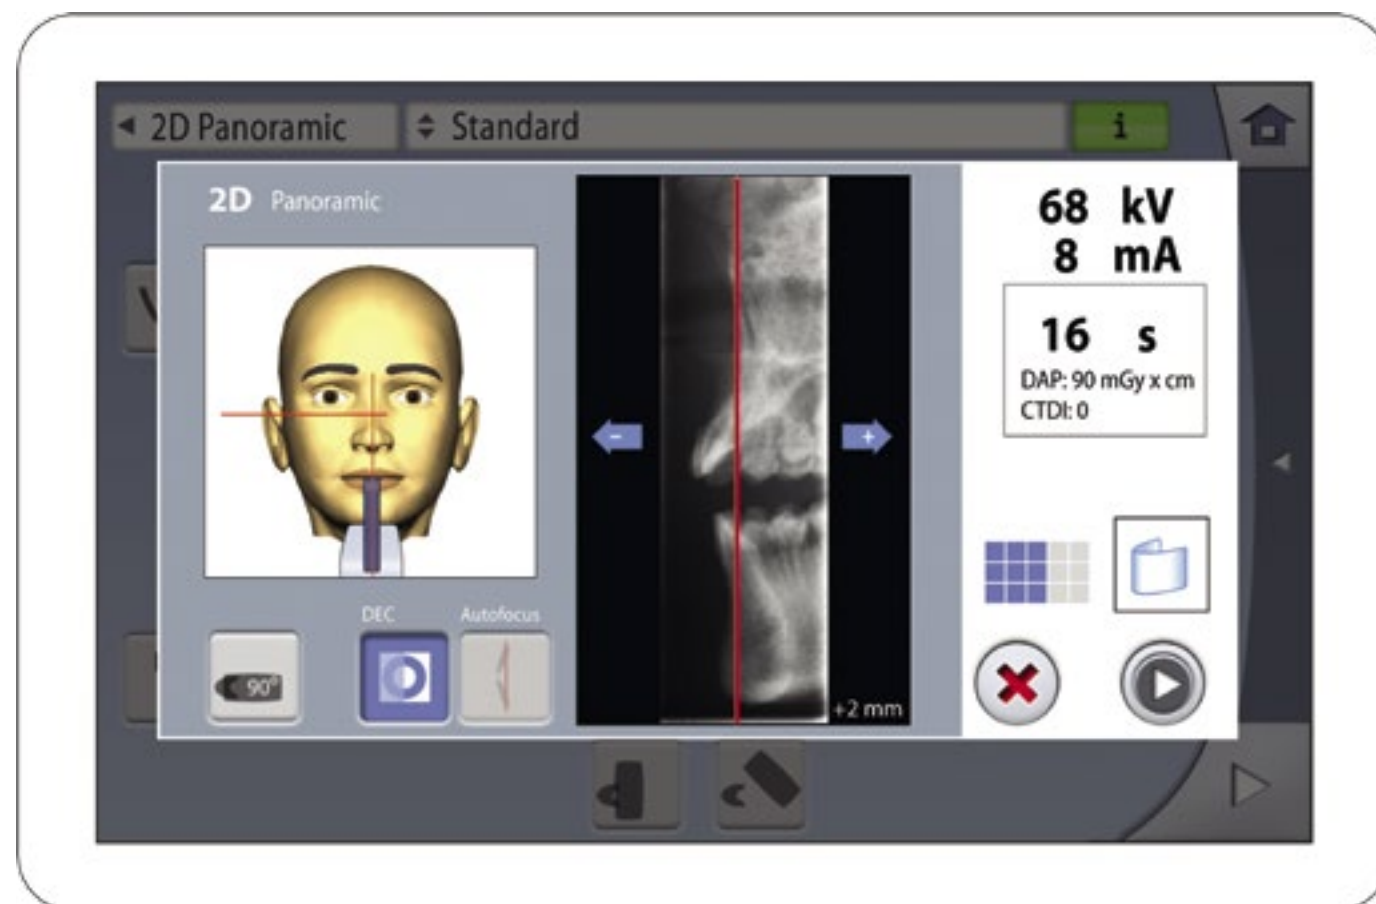 2D Panoramic
Standard
i
2D Panoramic
68 kV
8 mA
16 s
DAP: 90 mGy x cm
CTDI: 0
- +
+2 mm
DEC Autofocus
90°